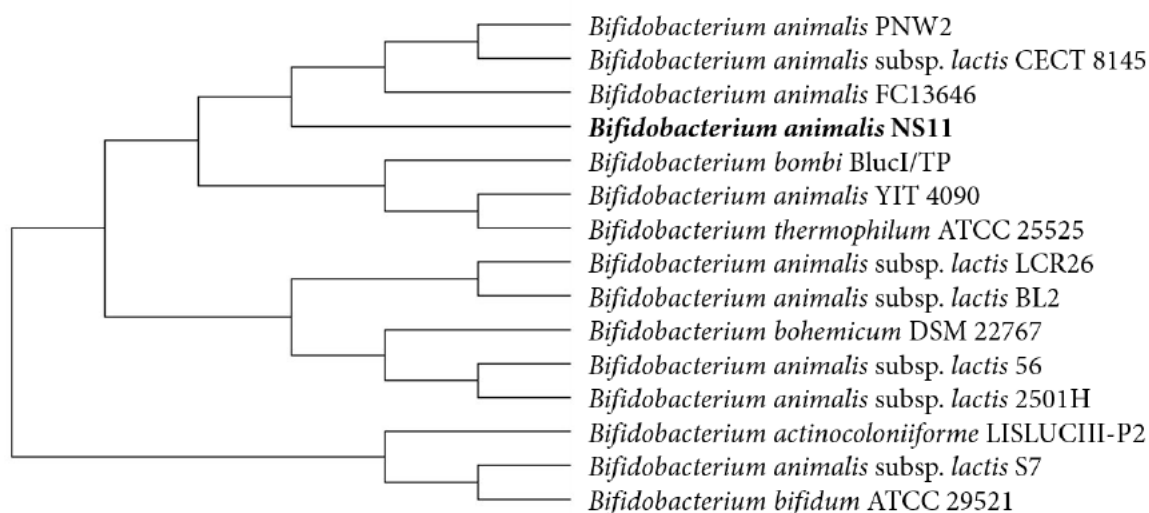 Bifidobacterium animalis PNW2
Bifidobacterium animalis subsp. lactis CECT 8145
Bifidobacterium animalis FC13646
Bifidobacterium animalis NS11
Bifidobacterium bombi BlucI/TP
Bifidobacterium animalis YIT 4090
Bifidobacterium thermophilum ATCC 25525
Bifidobacterium animalis subsp. lactis LCR26
Bifidobacterium animalis subsp. lactis BL2
Bifidobacterium bohemicum DSM 22767
Bifidobacterium animalis subsp. lactis 56
Bifidobacterium animalis subsp. lactis 2501H
Bifidobacterium actinocoloniiforme LISLUCIII-P2
Bifidobacterium animalis subsp. lactis S7
Bifidobacterium bifidum ATCC 29521